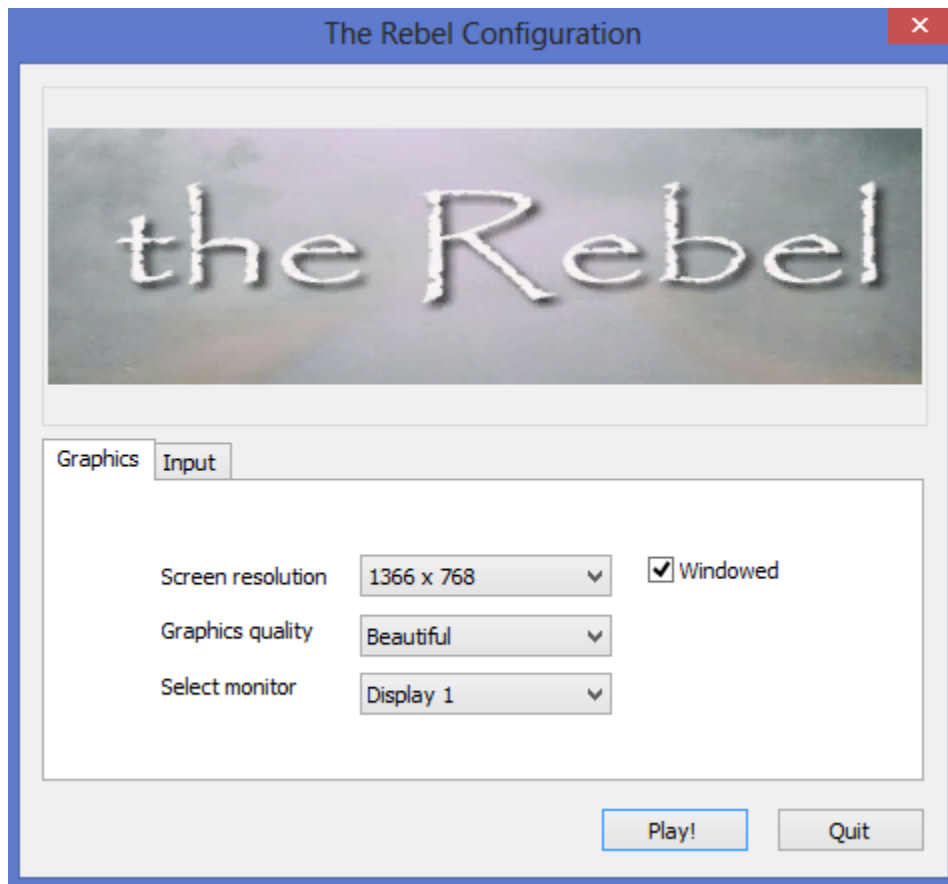 The Rebel Configuration
the Rebel
Graphics Input
Screen resolution 1366 x 768 Windowed
Graphics quality Beautiful
Select monitor Display 1
Play! Quit